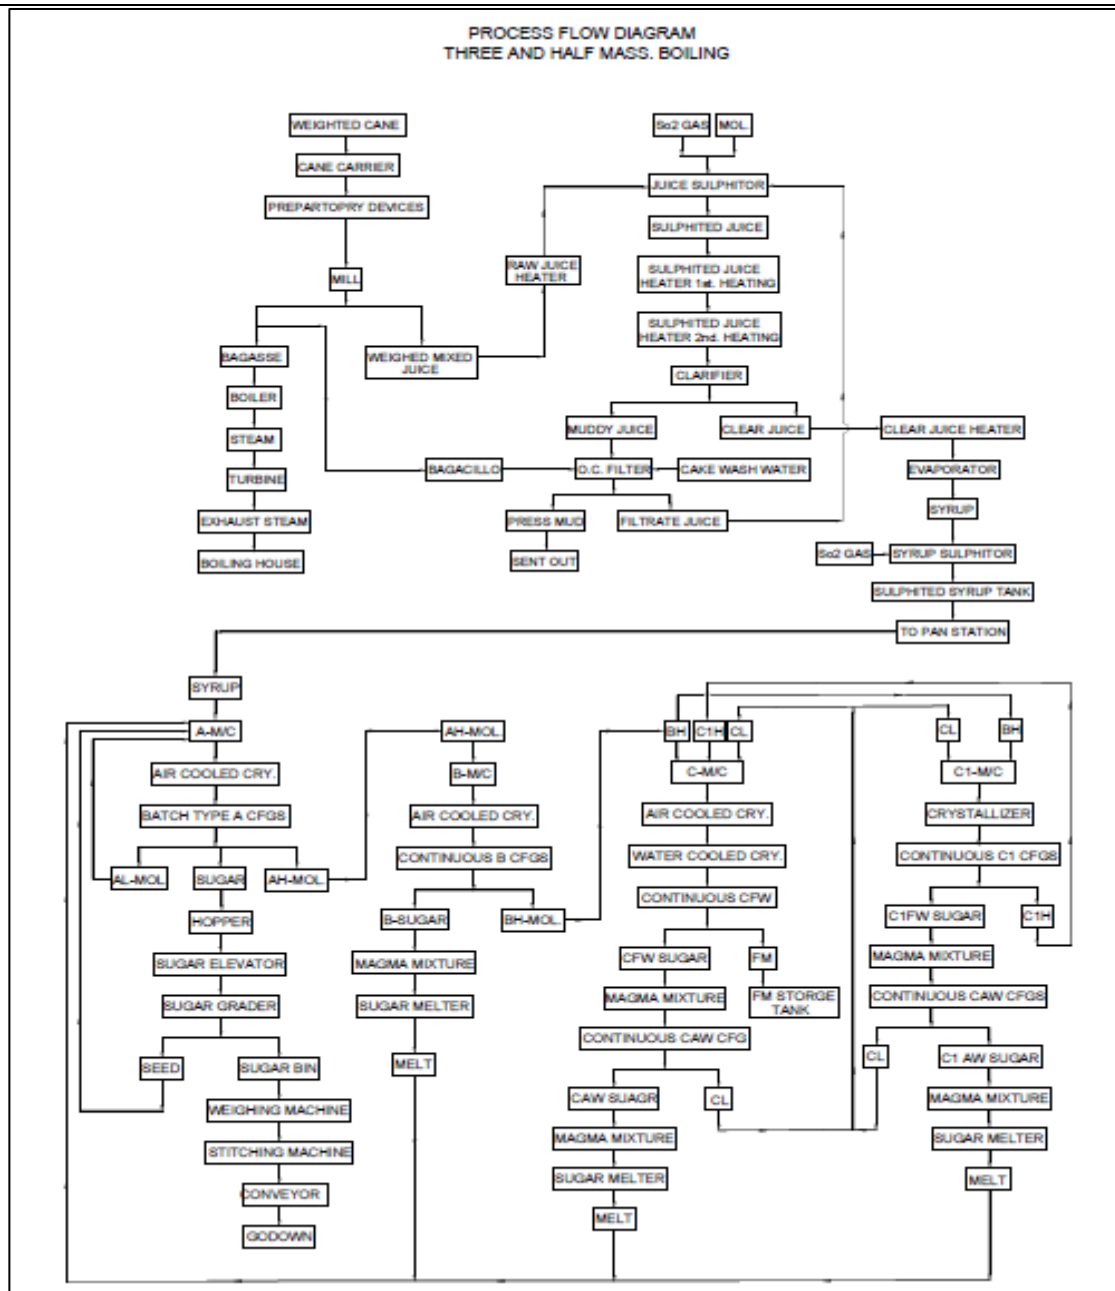 PROCESS FLOW DIAGRAM
THREE AND HALF MASS. BOILING
WEIGHTED CANE
CANE CARRIER
PREPARTOPRY DEVICES
MILL
BAGASSE
BOILER
STEAM
TURBINE
EXHAUST STEAM
BOILING HOUSE
WEIGHED MIXED
JUICE
RAW JUICE
HEATER
So2 GAS
MOL.
JUICE SULPHITOR
SULPHITED JUICE
SULPHITED JUICE
HEATER 1st. HEATING
SULPHITED JUICE
HEATER 2nd. HEATING
CLARIFIER
MUDDY JUICE
CLEAR JUICE
BAGACILLO
O.C. FILTER
CAKE WASH WATER
PRESS MUD
FILTRATE JUICE
SENT OUT
CLEAR JUICE HEATER
EVAPORATOR
SYRUP
So2 GAS
SYRUP SULPHITOR
SULPHITED SYRUP TANK
TO PAN STATION
SYRUP
A-M/C
AIR COOLED CRY.
BATCH TYPE A CFGS
AL-MOL.
SUGAR
AH-MOL.
HOPPER
SUGAR ELEVATOR
SUGAR GRADER
SEED
SUGAR BIN
WEIGHING MACHINE
STITCHING MACHINE
CONVEYOR
GODOWN
AH-MOL.
B-M/C
AIR COOLED CRY.
CONTINUOUS B CFGS
B-SUGAR
BH-MOL.
MAGMA MIXTURE
SUGAR MELTER
MELT
BH
C1H
CL
C-M/C
AIR COOLED CRY.
WATER COOLED CRY.
CONTINUOUS CFW
CFW SUGAR
FM
MAGMA MIXTURE
FM STORGE
TANK
CONTINUOUS CAW CFG
CAW SUAGR
CL
MAGMA MIXTURE
SUGAR MELTER
MELT
CL
BH
C1-M/C
CRYSTALLIZER
CONTINUOUS C1 CFGS
C1FW SUGAR
C1H
MAGMA MIXTURE
CONTINUOUS CAW CFGS
CL
C1 AW SUGAR
MAGMA MIXTURE
SUGAR MELTER
MELT